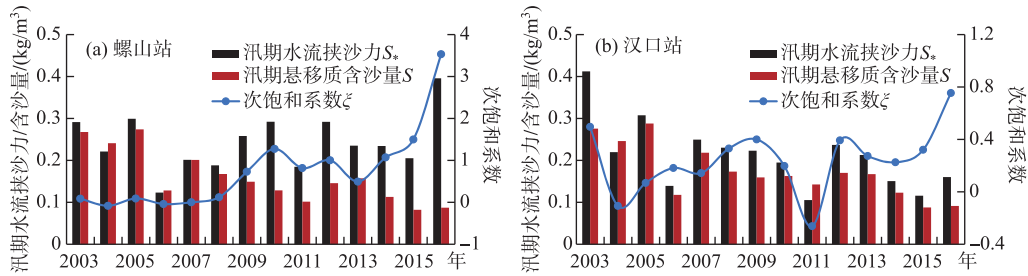 (a) 螺山站
汛期水流挟沙力S*
汛期悬移质含沙量S
次饱和系数ξ
汛期水流挟沙力/含沙量/(kg/m³)
0.5
0.4
0.3
0.2
0.1
0
4
3
2
1
0
−1
次饱和系数
2003 2005 2007 2009 2011 2013 2015 年
(b) 汉口站
汛期水流挟沙力S*
汛期悬移质含沙量S
次饱和系数ξ
汛期水流挟沙力/含沙量/(kg/m³)
0.5
0.4
0.3
0.2
0.1
0
1.2
0.8
0.4
0
−0.4
次饱和系数
2003 2005 2007 2009 2011 2013 2015 年